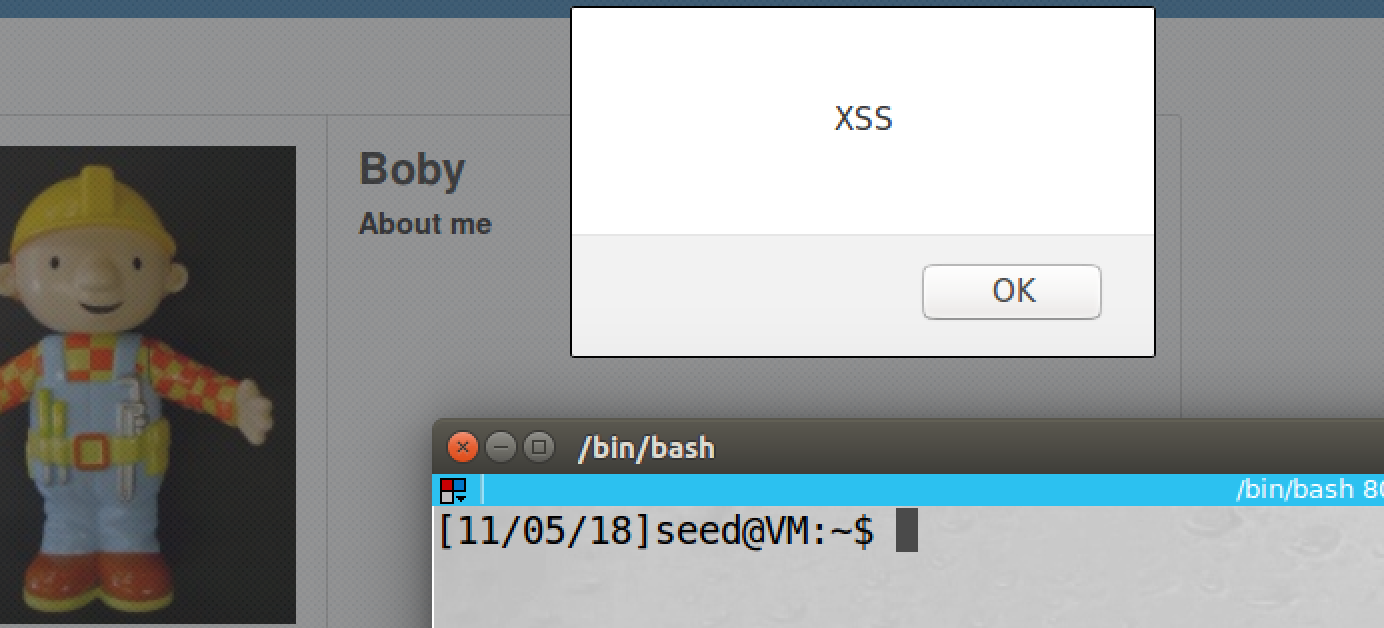 XSS
Boby
About me
OK
/bin/bash
/bin/bash 80
[11/05/18]seed@VM:~$